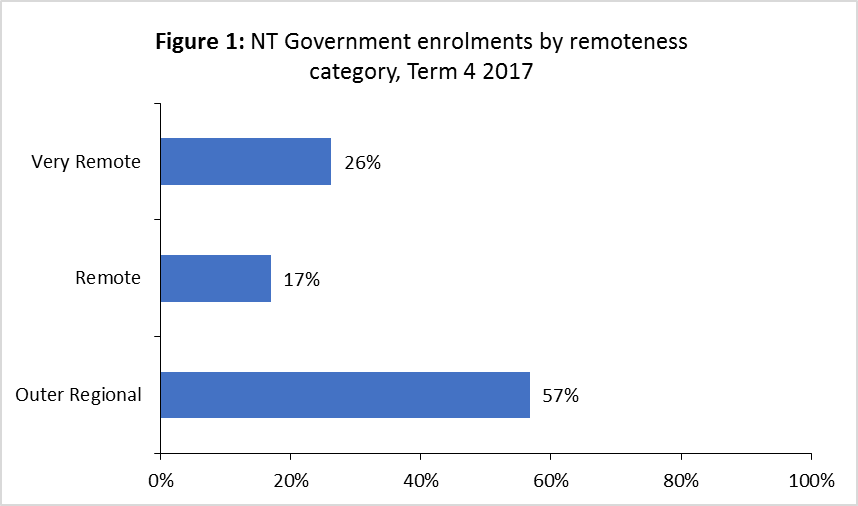 Figure 1: NT Government enrolments by remoteness
category, Term 4 2017
Very Remote
26%
Remote
17%
Outer Regional
57%
0%
20%
40%
60%
80%
100%